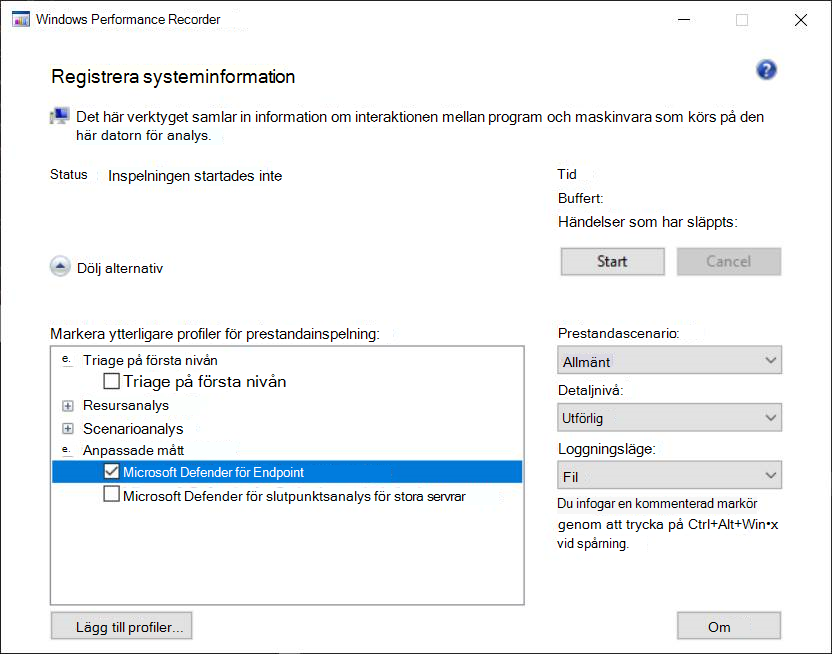 Windows Performance Recorder
Registrera systeminformation
Det här verktyget samlar in information om interaktionen mellan program och maskinvara som körs på den
här datorn för analys.
Status Inspelningen startades inte
Tid
Buffert:
Händelser som har släppts:
Start Cancel
Dölj alternativ
Markera ytterligare profiler för prestandainspelning:
e. Triage på första nivån
Triage på första nivån
Resursanalys
Scenarioanalys
e. Anpassade mått
Microsoft Defender för Endpoint
Microsoft Defender för slutpunktsanalys för stora servrar
Prestandascenario:
Allmänt
Detaljnivå:
Utförlig
Loggningsläge:
Fil
Du infogar en kommenterad markör
genom att trycka på Ctrl+Alt+Win•x
vid spårning.
Lägg till profiler...
Om